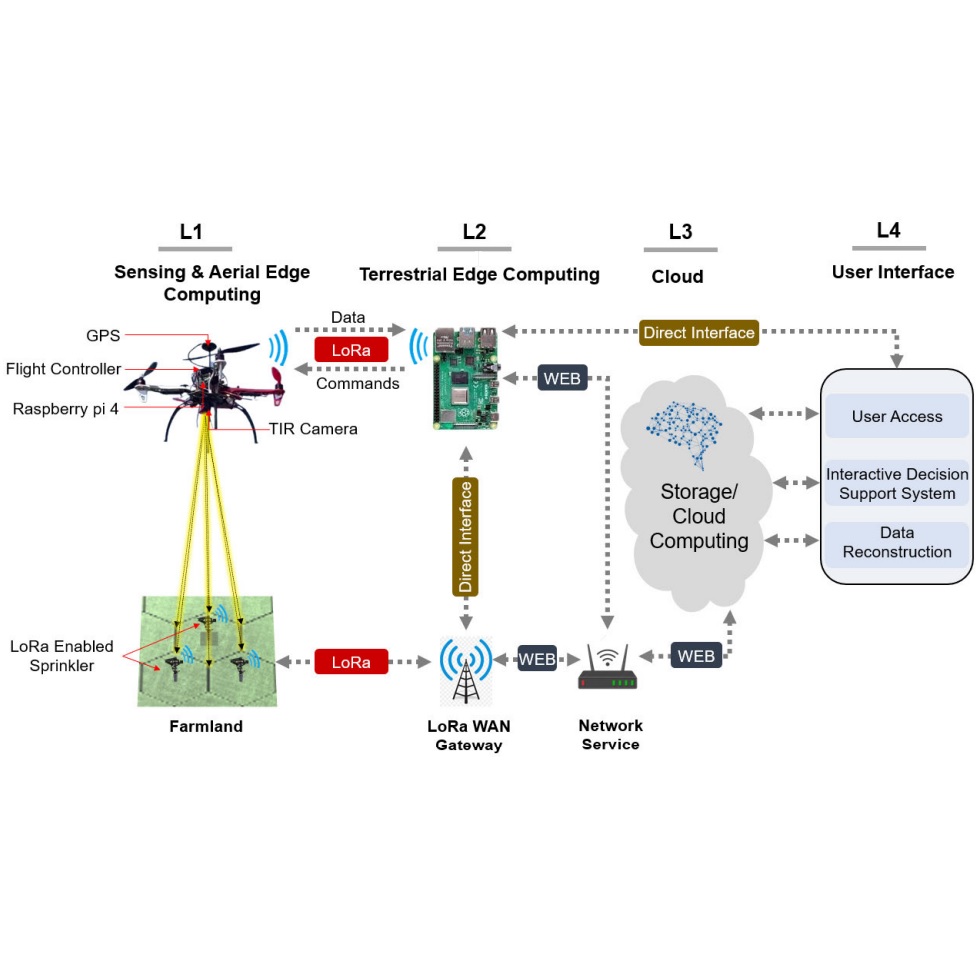 L1
L2
L3
L4
Sensing & Aerial Edge
Computing
Terrestrial Edge Computing
Cloud
User Interface
GPS
Flight Controller
Raspberry pi 4
TIR Camera
Data
LoRa
Commands
Direct Interface
WEB
User Access
Interactive Decision
Support System
Data
Reconstruction
Storage/
Cloud
Computing
Direct Interface
LoRa Enabled
Sprinkler
LoRa
WEB
WEB
Farmland
LoRa WAN
Gateway
Network
Service